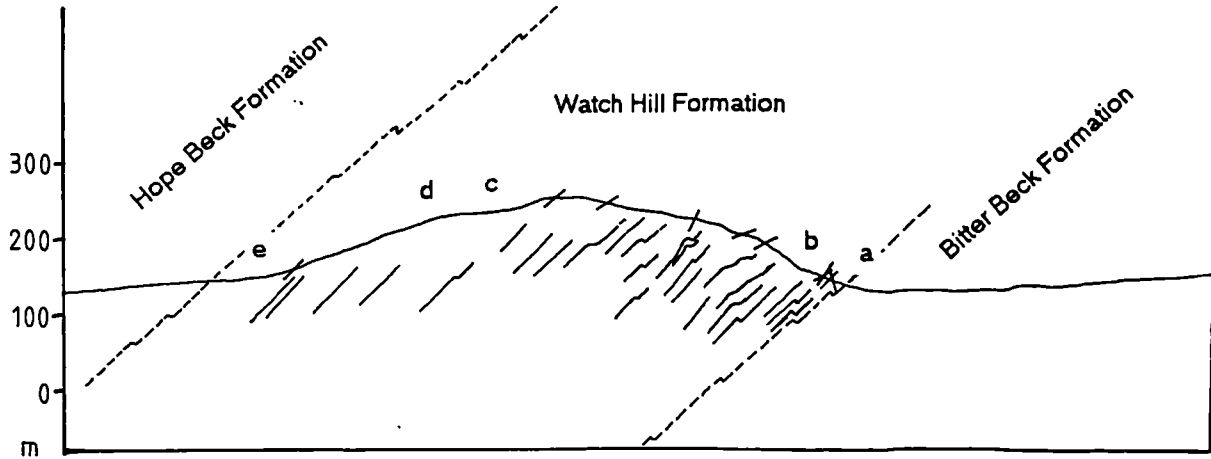 Hope Beck Formation
Watch Hill Formation
Bitter Beck Formation
300
200
100
0
m
e
d
c
b
a